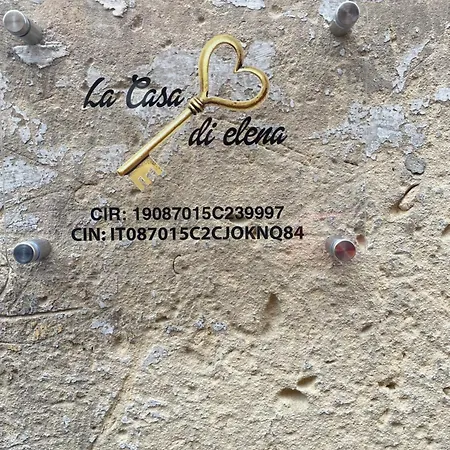 La Casa
di elena
CIR: 19087015C239997
CIN: IT087015C2CJOKNQ84